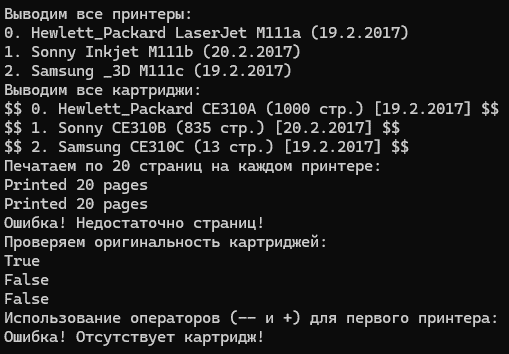 Выводим все принтеры:
0. Hewlett_Packard LaserJet M111a (19.2.2017)
1. Sonny Inkjet M111b (20.2.2017)
2. Samsung _3D M111c (19.2.2017)
Выводим все картриджи:
$$ 0. Hewlett_Packard CE310A (1000 стр.) [19.2.2017] $$
$$ 1. Sonny CE310B (835 стр.) [20.2.2017] $$
$$ 2. Samsung CE310C (13 стр.) [19.2.2017] $$
Печатаем по 20 страниц на каждом принтере:
Printed 20 pages
Printed 20 pages
Ошибка! Недостаточно страниц!
Проверяем оригинальность картриджей:
True
False
False
Использование операторов (-- и +) для первого принтера:
Ошибка! Отсутствует картридж!